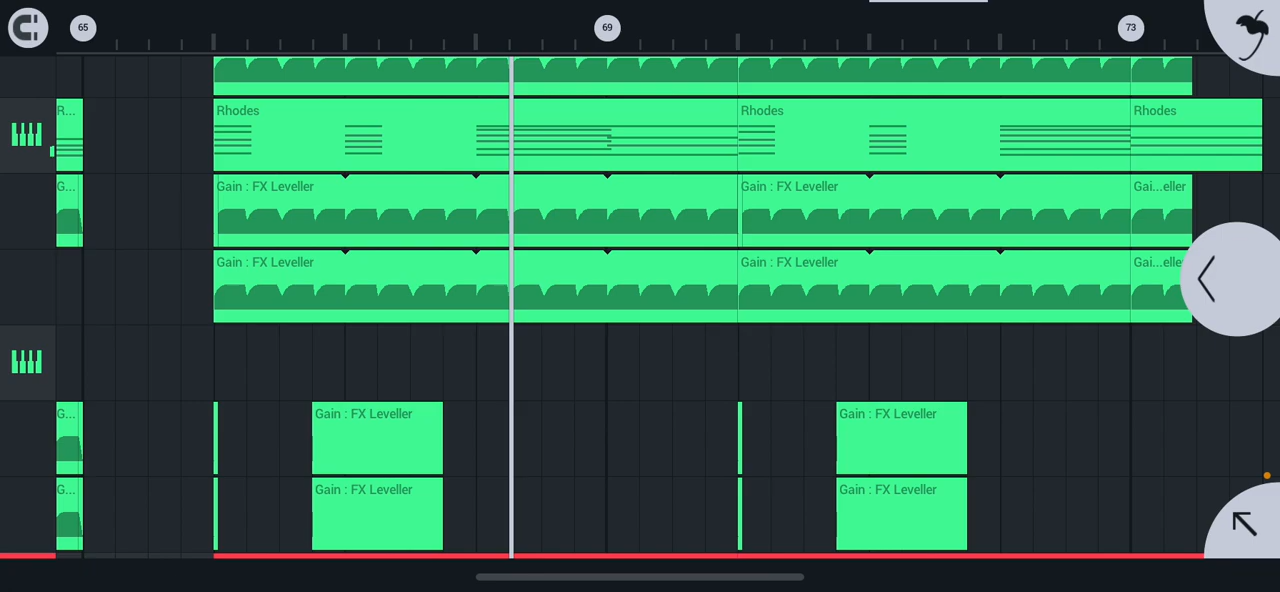 65
69
73
R...
Rhodes
Rhodes
Rhodes
G...
Gain : FX Leveller
Gain : FX Leveller
Gai...eller
Gain : FX Leveller
Gain : FX Leveller
Gai...elle
G...
Gain : FX Leveller
Gain : FX Leveller
G...
Gain : FX Leveller
Gain : FX Leveller